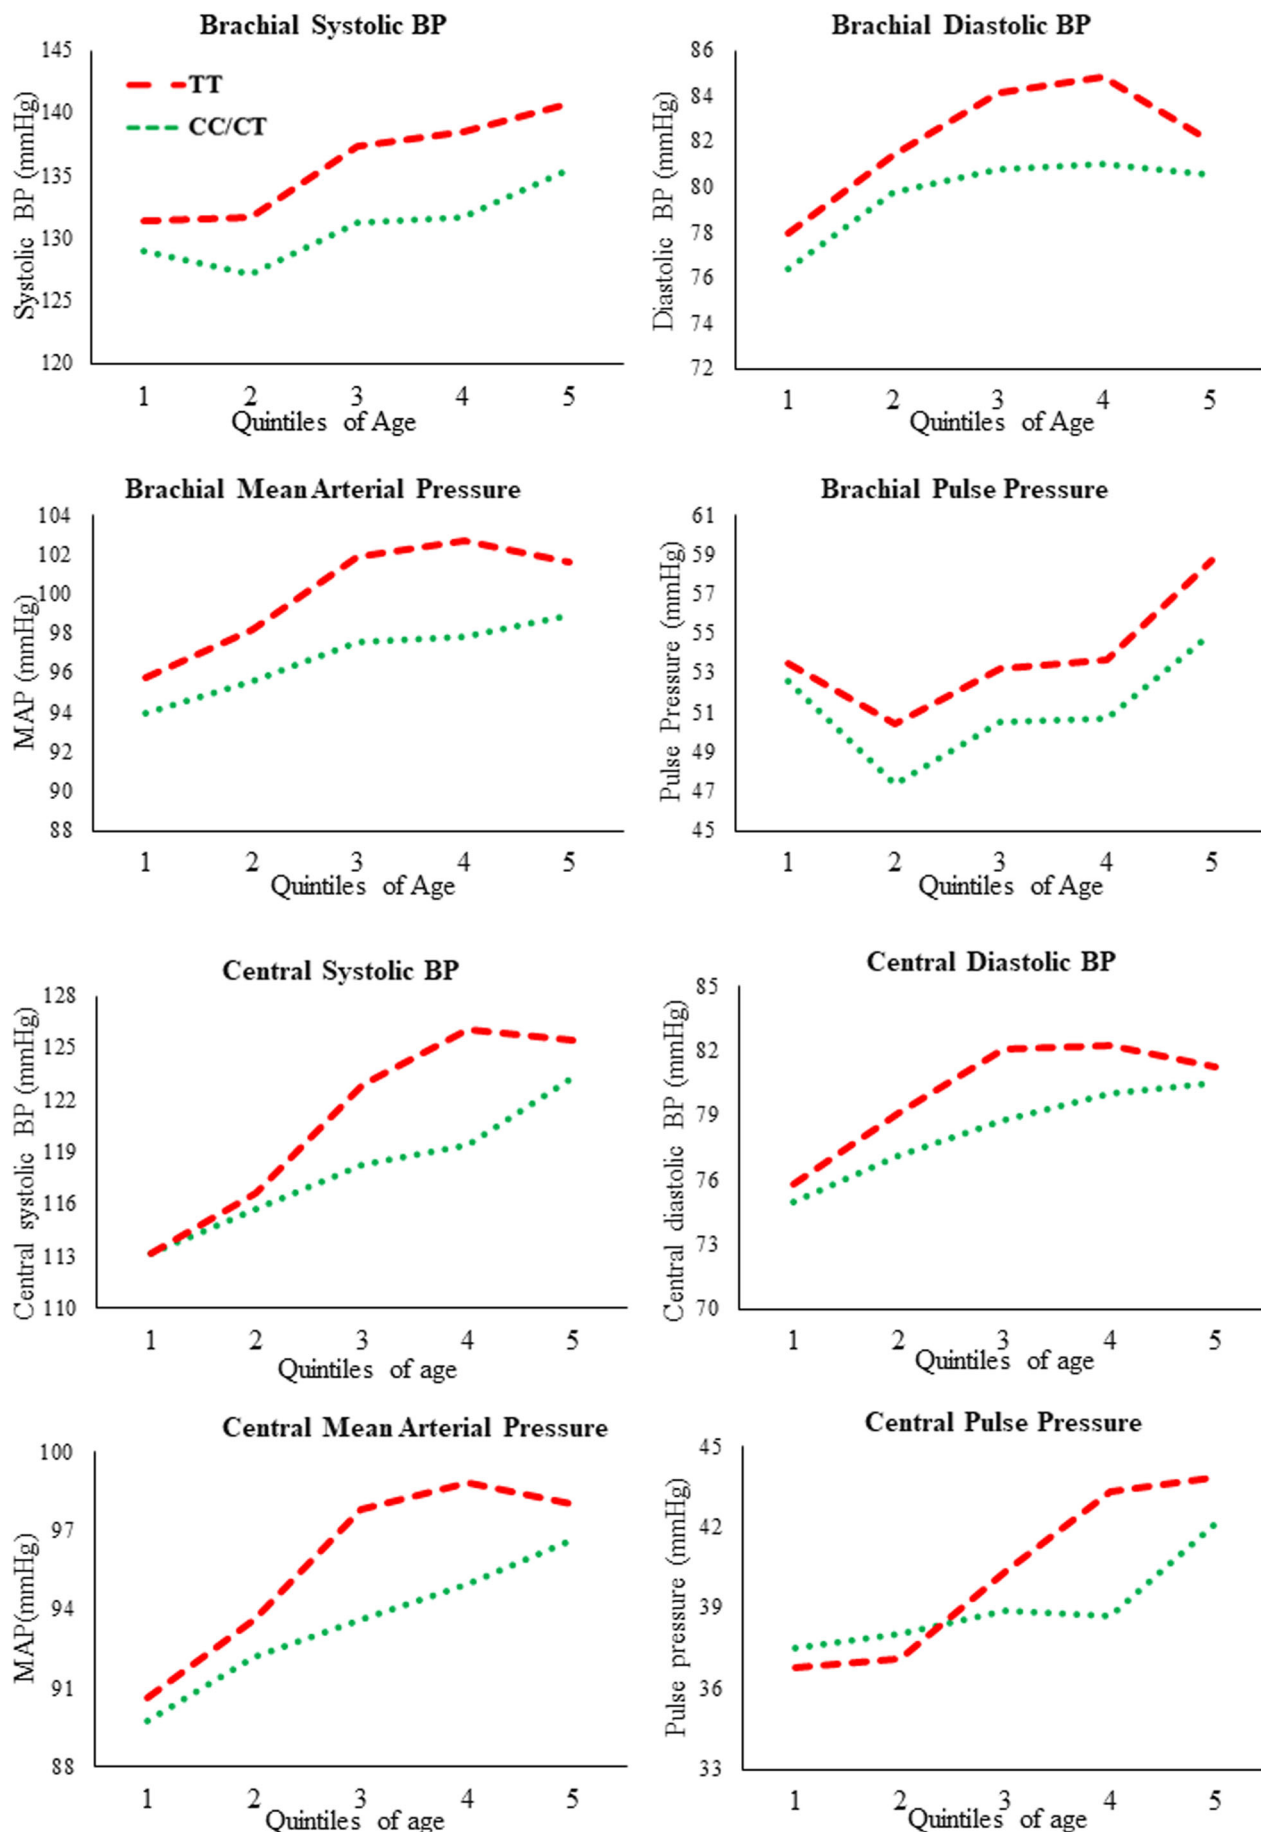 Brachial Systolic BP
Systolic BP (mmHg)
145
140
135
130
125
120
TT
CC/CT
1 2 3 4 5
Quintiles of Age
Brachial Diastolic BP
Diastolic BP (mmHg)
86
84
82
80
78
76
74
72
1 2 3 4 5
Quintiles of Age
Brachial Mean Arterial Pressure
MAP (mmHg)
104
102
100
98
96
94
92
90
88
1 2 3 4 5
Quintiles of Age
Brachial Pulse Pressure
Pulse Pressure (mmHg)
61
59
57
55
53
51
49
47
45
1 2 3 4 5
Quintiles of Age
Central Systolic BP
Central systolic BP (mmHg)
128
125
122
119
116
113
110
1 2 3 4 5
Quintiles of age
Central Diastolic BP
Central diastolic BP (mmHg)
85
82
79
76
73
70
1 2 3 4 5
Quintiles of age
Central Mean Arterial Pressure
MAP(mmHg)
100
97
94
91
88
1 2 3 4 5
Quintiles of age
Central Pulse Pressure
Pulse pressure (mmHg)
45
42
39
36
33
1 2 3 4 5
Quintiles of age